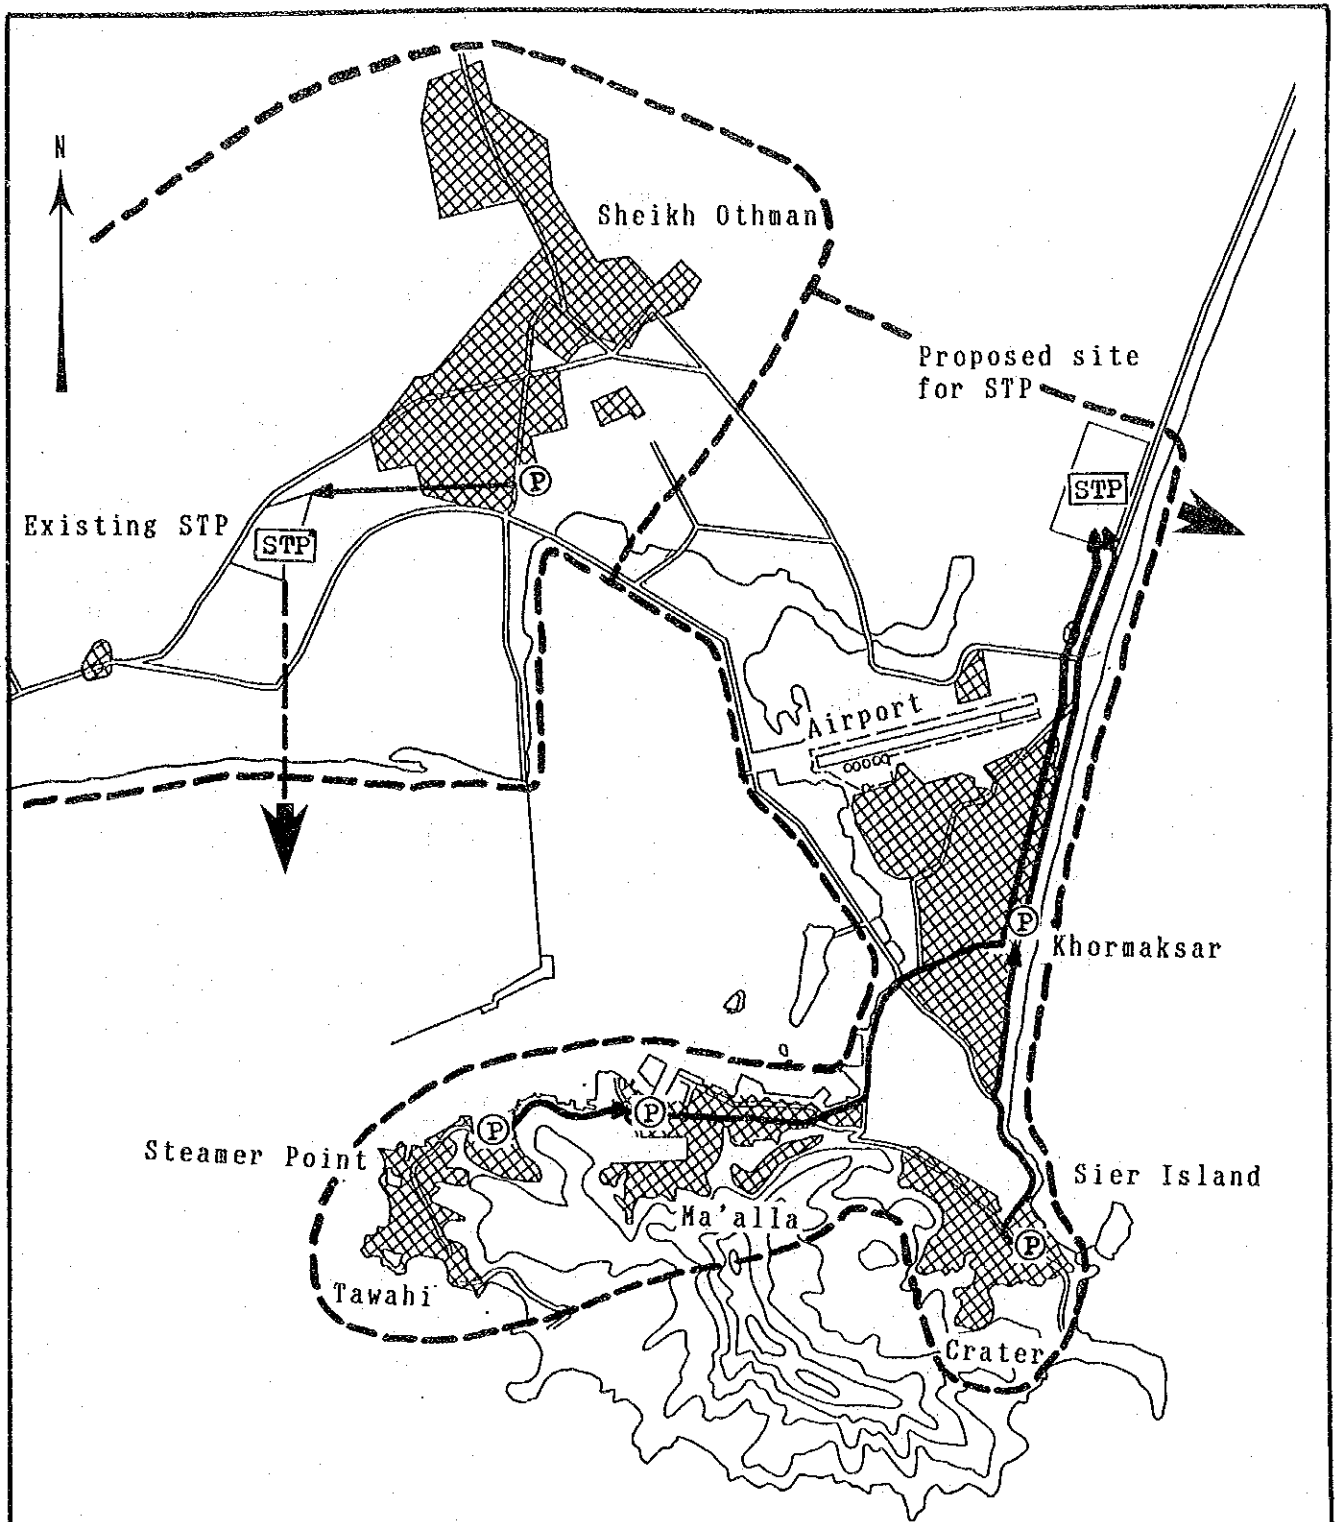 N
Sheikh Othman
Proposed site
for STP
STP
P
Existing STP
STP
Airport
P
Khormaksar
P
P
Steamer Point
Sier Island
Ma'alla
P
Tawahi
Crater